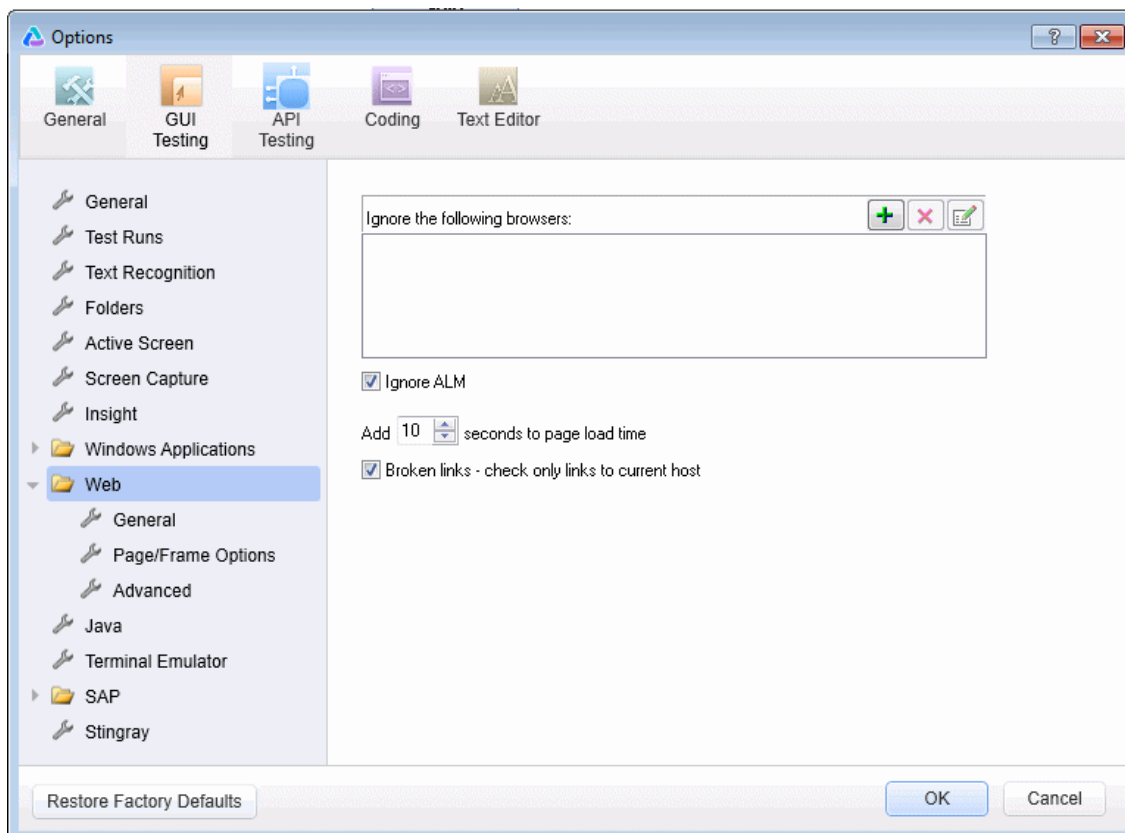 Options
General
GUI
Testing
API
Testing
Coding
Text Editor
General
Test Runs
Text Recognition
Folders
Active Screen
Screen Capture
Insight
Windows Applications
Web
General
Page/Frame Options
Advanced
Java
Terminal Emulator
SAP
Stingray
Ignore the following browsers:
Ignore ALM
Add 10 seconds to page load time
Broken links - check only links to current host
Restore Factory Defaults
OK
Cancel